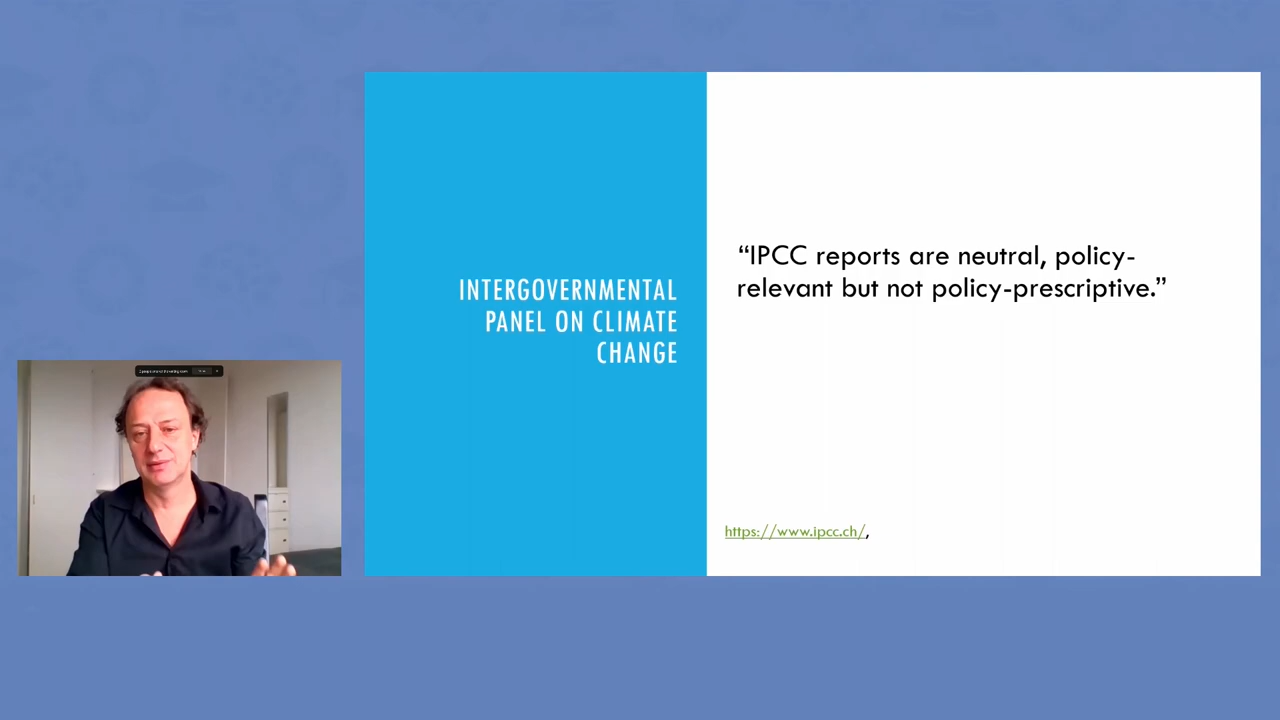 INTERGOVERNMENTAL
PANEL ON CLIMATE
CHANGE
“IPCC reports are neutral, policy-
relevant but not policy-prescriptive.”
https://www.ipcc.ch/,